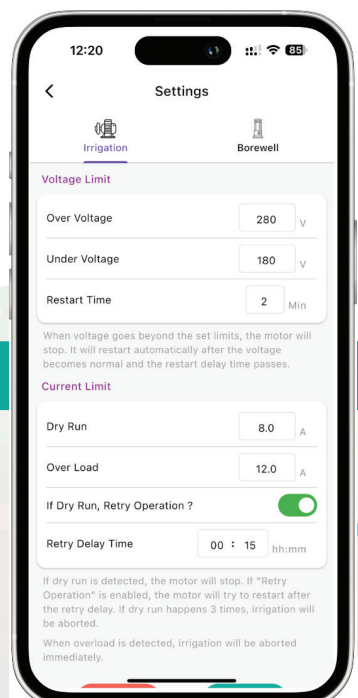 12:20
85
Settings
Irrigation
Borewell
Voltage Limit
Over Voltage 280 V
Under Voltage 180 V
Restart Time 2 Min
When voltage goes beyond the set limits, the motor will
stop. It will restart automatically after the voltage
becomes normal and the restart delay time passes.
Current Limit
Dry Run 8.0 A
Over Load 12.0 A
If Dry Run, Retry Operation ?
Retry Delay Time 00 : 15 hh:mm
If dry run is detected, the motor will stop. If "Retry
Operation" is enabled, the motor will try to restart after
the retry delay. If dry run happens 3 times, irrigation will
be aborted.
When overload is detected, irrigation will be aborted
immediately.